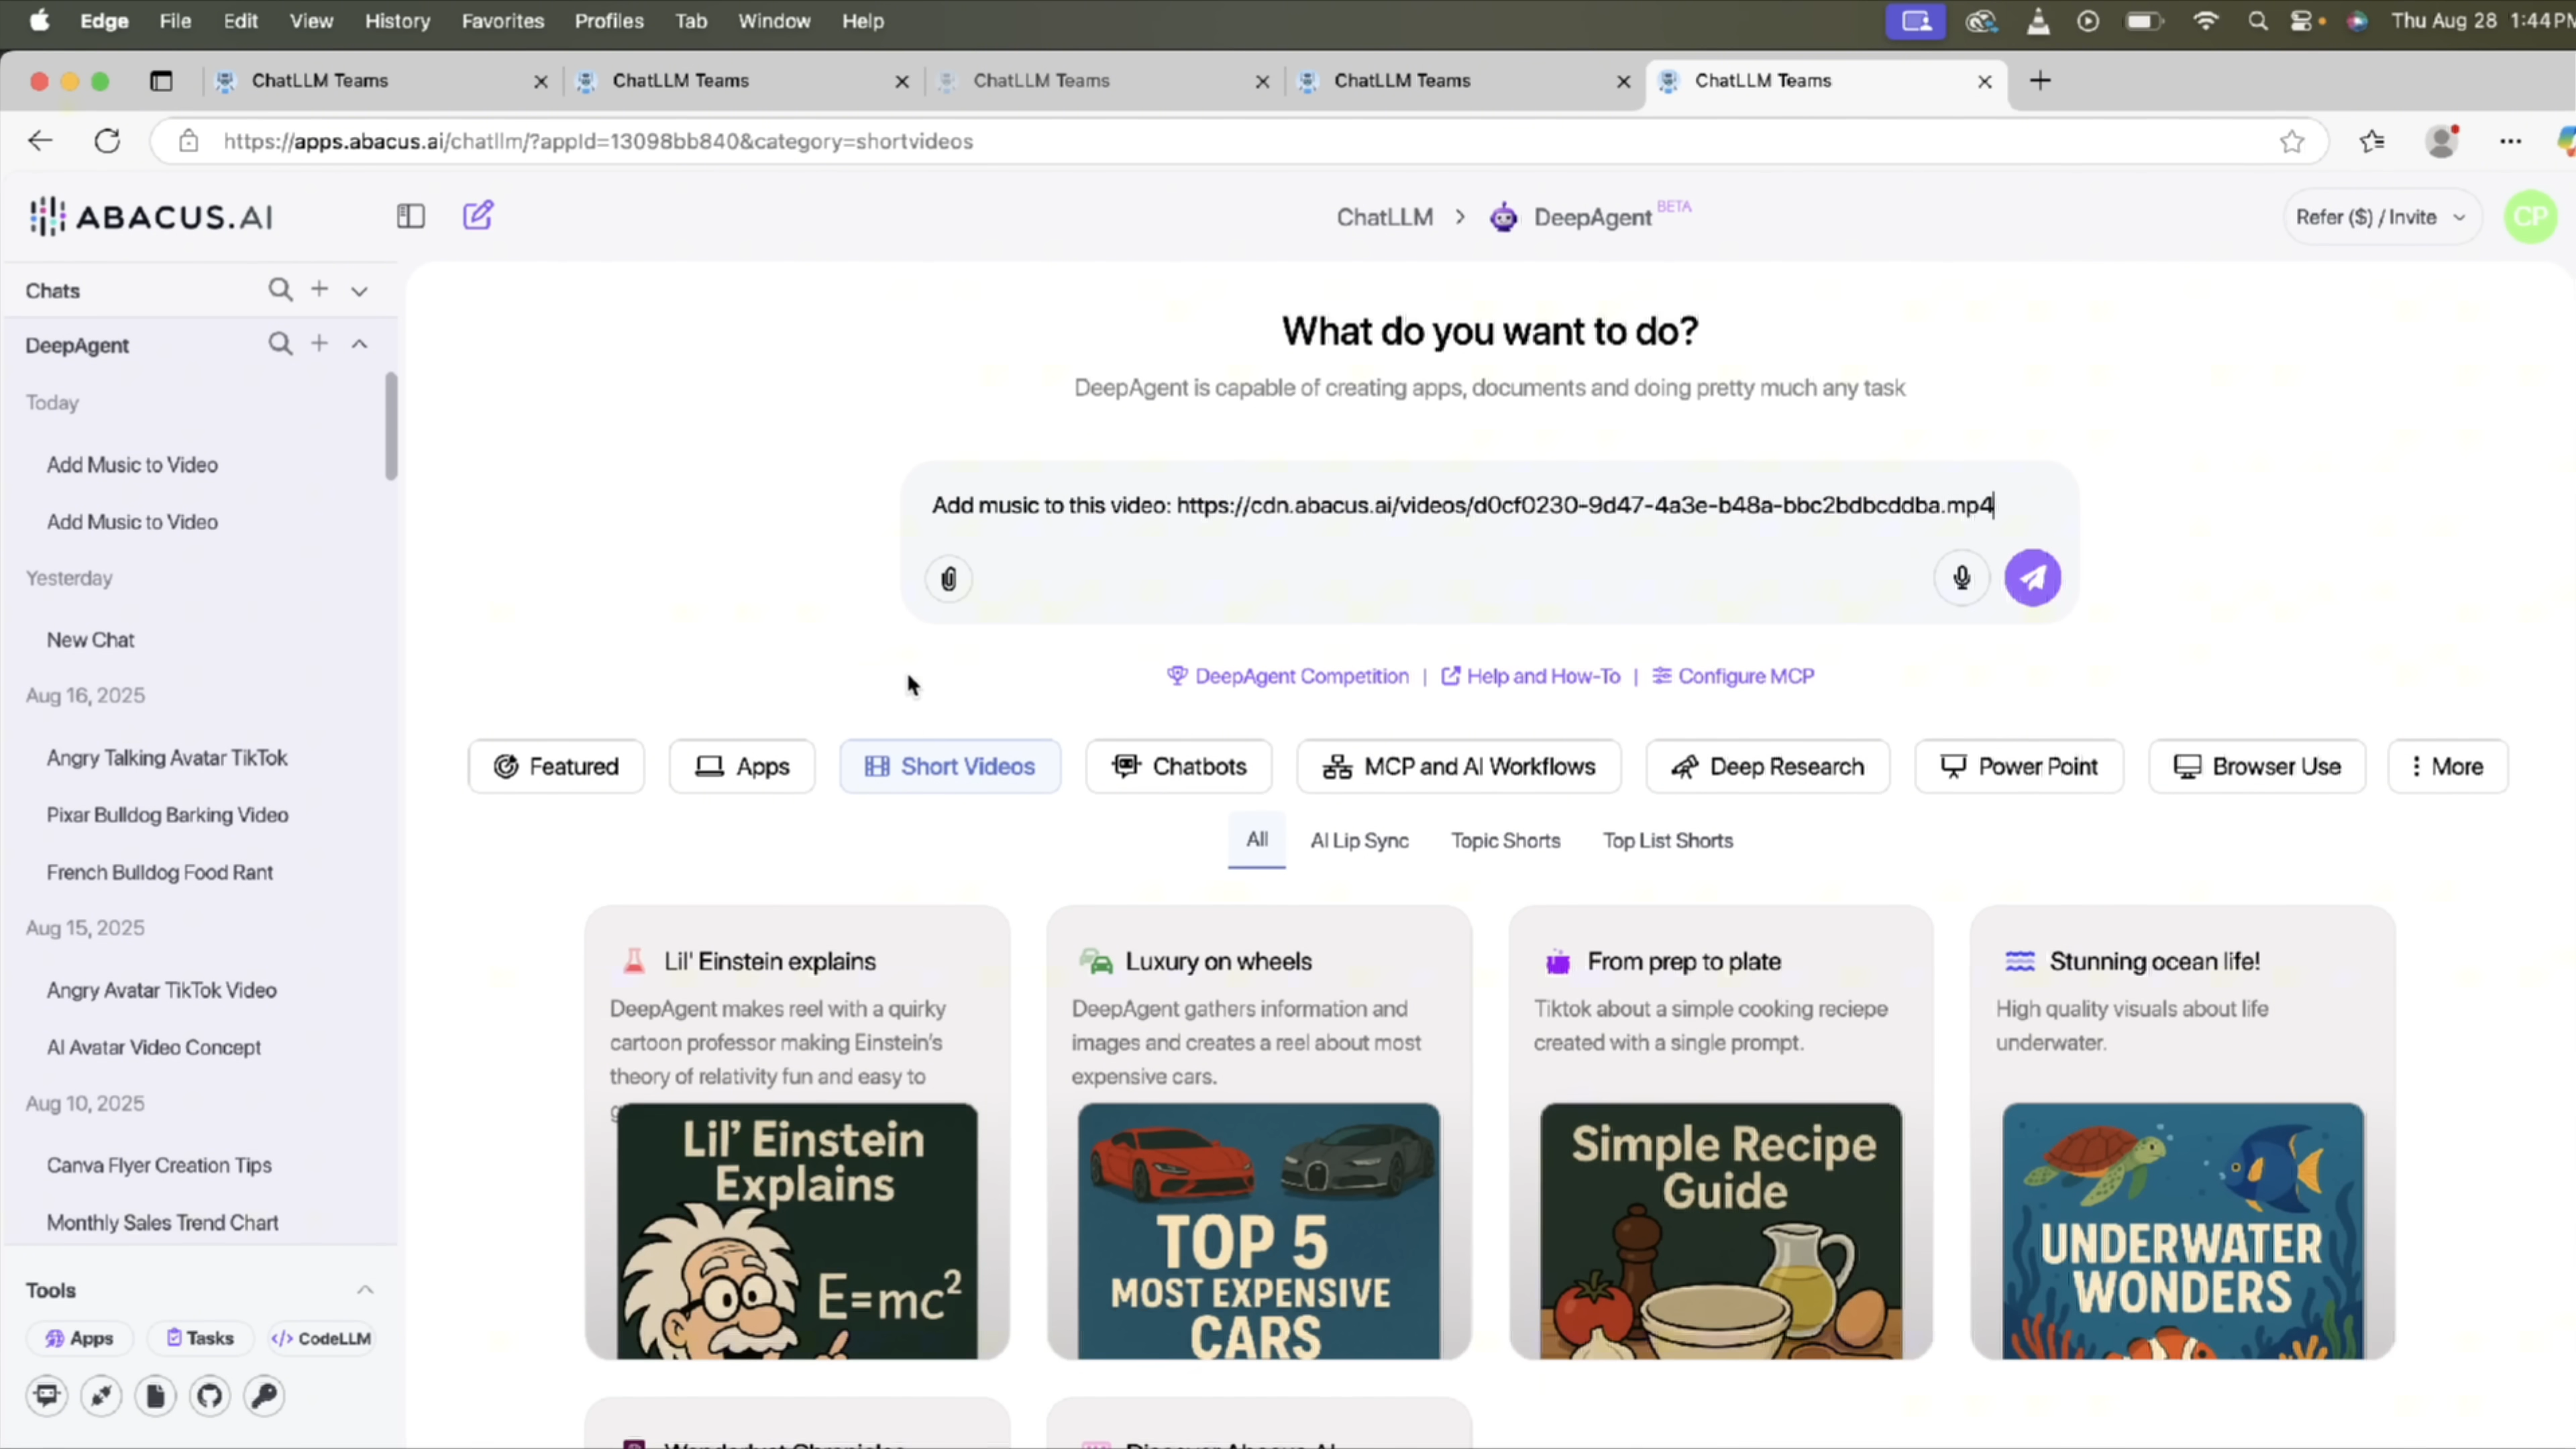 Edge File Edit View History Favorites Profiles Tab Window Help Thu Aug 28 1:44PM
ChatLLM Teams ChatLLM Teams ChatLLM Teams ChatLLM Teams ChatLLM Teams
https://apps.abacus.ai/chatllm/?appId=13098bb840&category=shortvideos
ABACUS.AI ChatLLM > DeepAgent BETA Refer ($) / Invite CP
Chats
DeepAgent
Today
Add Music to Video
Add Music to Video
Yesterday
New Chat
Aug 16, 2025
Angry Talking Avatar TikTok
Pixar Bulldog Barking Video
French Bulldog Food Rant
Aug 15, 2025
Angry Avatar TikTok Video
AI Avatar Video Concept
Aug 10, 2025
Canva Flyer Creation Tips
Monthly Sales Trend Chart
Tools
Apps Tasks </> CodeLLM
What do you want to do?
DeepAgent is capable of creating apps, documents and doing pretty much any task
Add music to this video: https://cdn.abacus.ai/videos/d0cf0230-9d47-4a3e-b48a-bbc2bdbcddba.mp4
DeepAgent Competition | Help and How-To | Configure MCP
Featured Apps Short Videos Chatbots MCP and AI Workflows Deep Research Power Point Browser Use More
All AI Lip Sync Topic Shorts Top List Shorts
Lil' Einstein explains
DeepAgent makes reel with a quirky
cartoon professor making Einstein's
theory of relativity fun and easy to
Lil' Einstein
Explains
E=mc²
Luxury on wheels
DeepAgent gathers information and
images and creates a reel about most
expensive cars.
TOP 5
MOST EXPENSIVE
CARS
From prep to plate
Tiktok about a simple cooking reciepe
created with a single prompt.
Simple Recipe
Guide
Stunning ocean life!
High quality visuals about life
underwater.
UNDERWATER
WONDERS